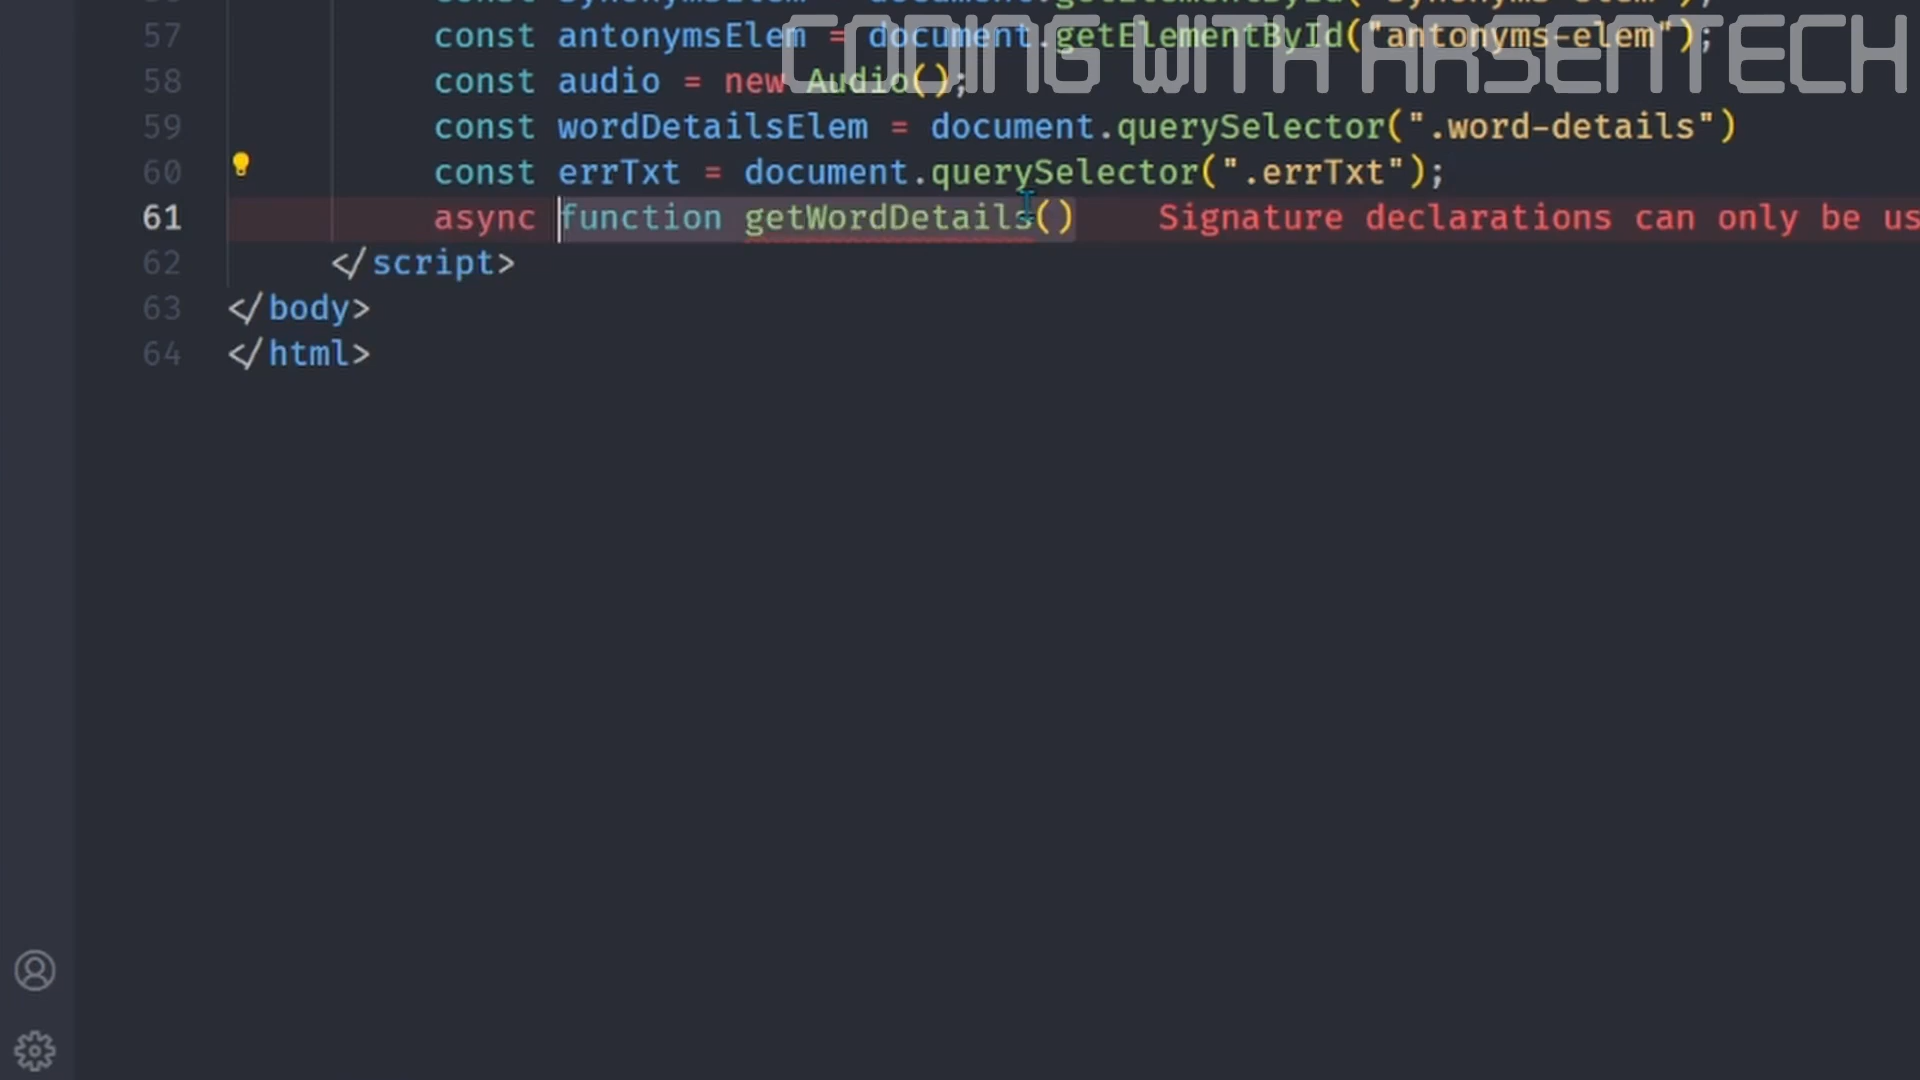 CODING WITH ARSENTECH
57 const antonymsElem = document.getElementById("antonyms-elem");
58 const audio = new Audio();
59 const wordDetailsElem = document.querySelector(".word-details")
60 const errTxt = document.querySelector(".errTxt");
61 async function getWordDetails() Signature declarations can only be us
62 </script>
63 </body>
64 </html>